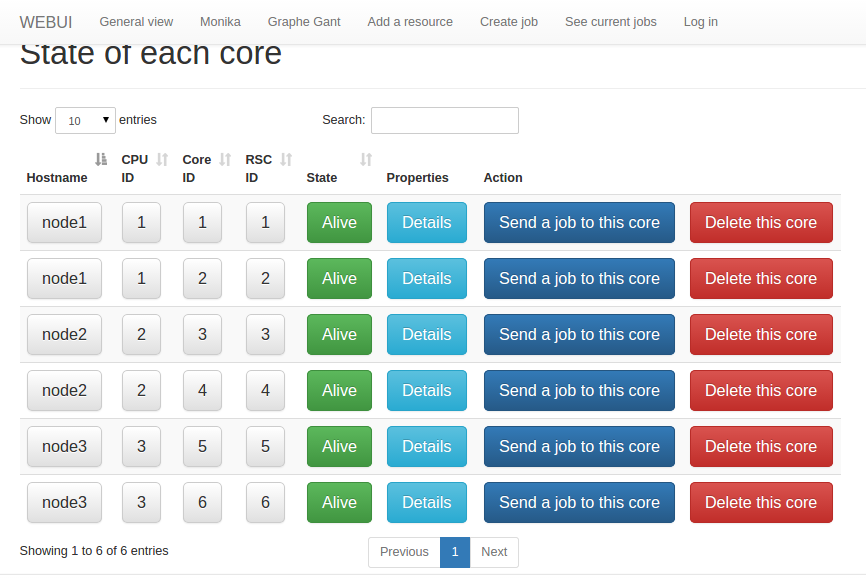 WEBUI General view Monika Graphe Gant Add a resource Create job See current jobs Log in
State of each core
Show 10 entries Search:
Hostname CPU ID Core ID RSC ID State Properties Action
node1 1 1 1 Alive Details Send a job to this core Delete this core
node1 1 2 2 Alive Details Send a job to this core Delete this core
node2 2 3 3 Alive Details Send a job to this core Delete this core
node2 2 4 4 Alive Details Send a job to this core Delete this core
node3 3 5 5 Alive Details Send a job to this core Delete this core
node3 3 6 6 Alive Details Send a job to this core Delete this core
Showing 1 to 6 of 6 entries Previous 1 Next